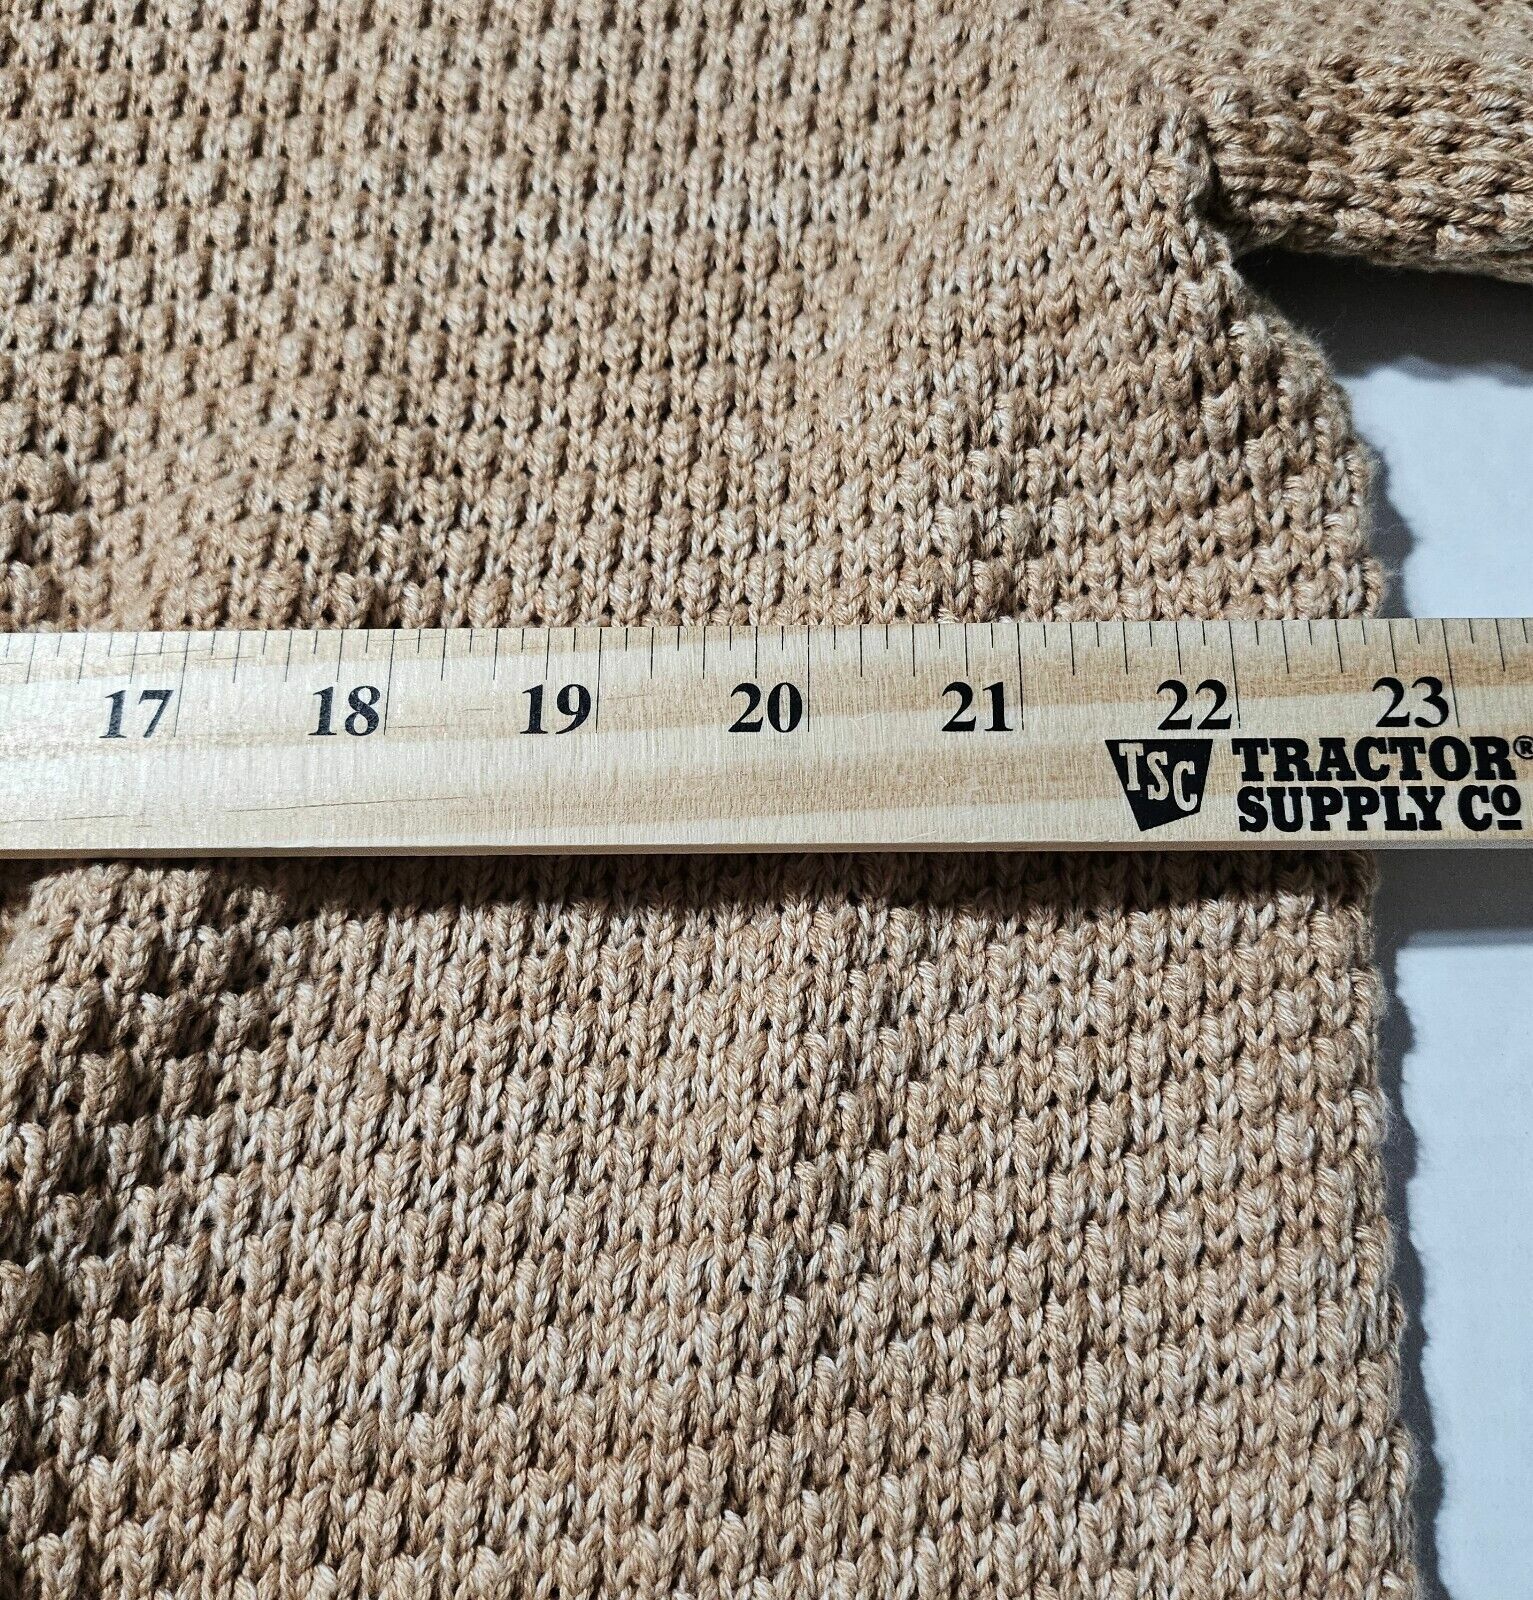 17 18 19 20 21 22 23
TSC TRACTOR®
SUPPLY Co